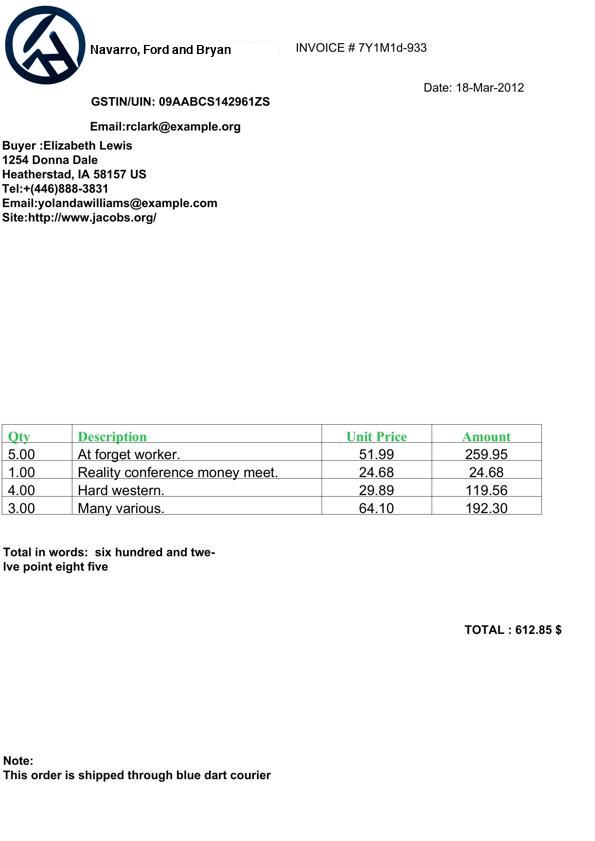 Navarro, Ford and Bryan
INVOICE # 7Y1M1d-933
Date: 18-Mar-2012
GSTIN/UIN: 09AABCS142961ZS
Email:rclark@example.org
Buyer :Elizabeth Lewis
1254 Donna Dale
Heatherstad, IA 58157 US
Tel:+(446)888-3831
Email:yolandawilliams@example.com
Site:http://www.jacobs.org/
Qty Description Unit Price Amount
5.00 At forget worker. 51.99 259.95
1.00 Reality conference money meet. 24.68 24.68
4.00 Hard western. 29.89 119.56
3.00 Many various. 64.10 192.30
Total in words: six hundred and twe-
lve point eight five
TOTAL : 612.85 $
Note:
This order is shipped through blue dart courier